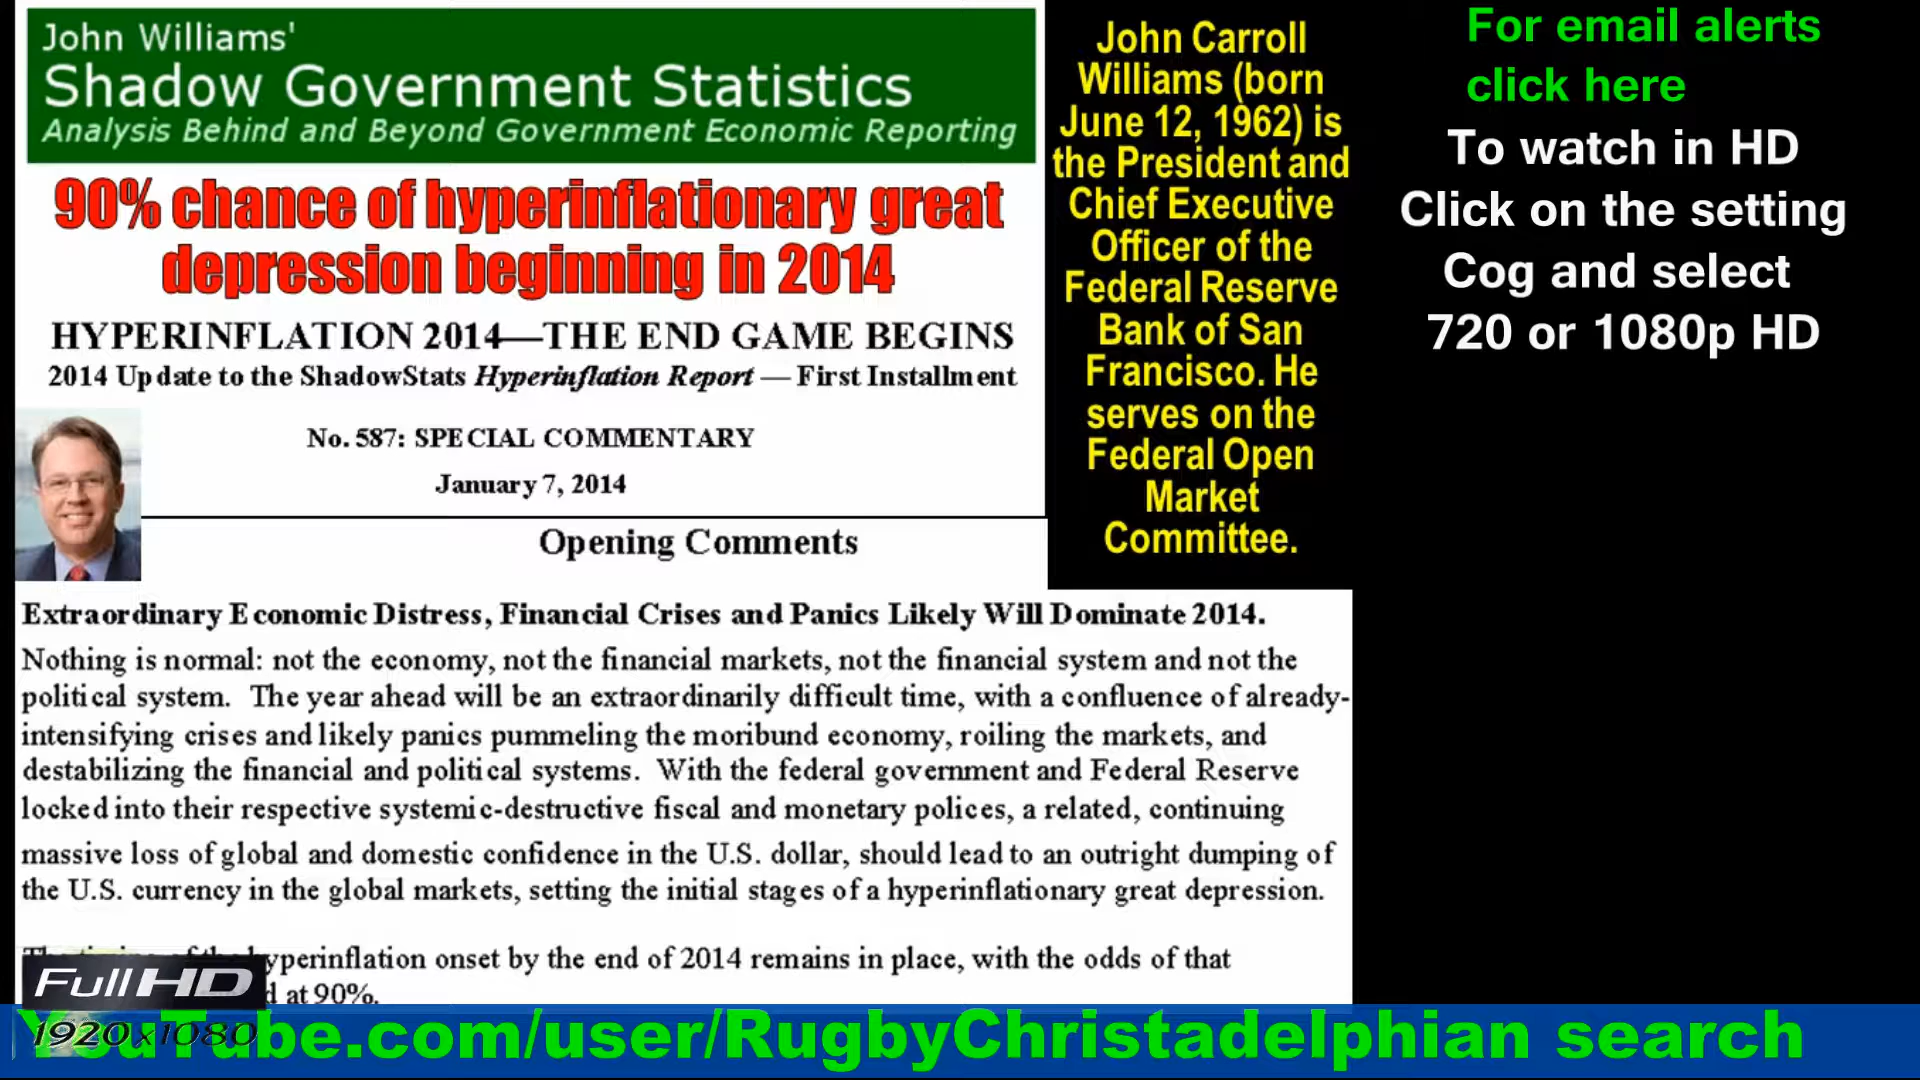 John Williams'
Shadow Government Statistics
Analysis Behind and Beyond Government Economic Reporting
90% chance of hyperinflationary great
depression beginning in 2014
HYPERINFLATION 2014—THE END GAME BEGINS
2014 Update to the ShadowStats Hyperinflation Report — First Installment
No. 587: SPECIAL COMMENTARY
January 7, 2014
Opening Comments
John Carroll
Williams (born
June 12, 1962) is
the President and
Chief Executive
Officer of the
Federal Reserve
Bank of San
Francisco. He
serves on the
Federal Open
Market
Committee.
For email alerts
click here
To watch in HD
Click on the setting
Cog and select
720 or 1080p HD
Extraordinary Economic Distress, Financial Crises and Panics Likely Will Dominate 2014.
Nothing is normal: not the economy, not the financial markets, not the financial system and not the
political system. The year ahead will be an extraordinarily difficult time, with a confluence of already-
intensifying crises and likely panics pummeling the moribund economy, roiling the markets, and
destabilizing the financial and political systems. With the federal government and Federal Reserve
locked into their respective systemic-destructive fiscal and monetary polices, a related, continuing
massive loss of global and domestic confidence in the U.S. dollar, should lead to an outright dumping of
the U.S. currency in the global markets, setting the initial stages of a hyperinflationary great depression.
yperinflation onset by the end of 2014 remains in place, with the odds of that
at 90%.
Full HD
1920x1080
YouTube.com/user/RugbyChristadelphian search